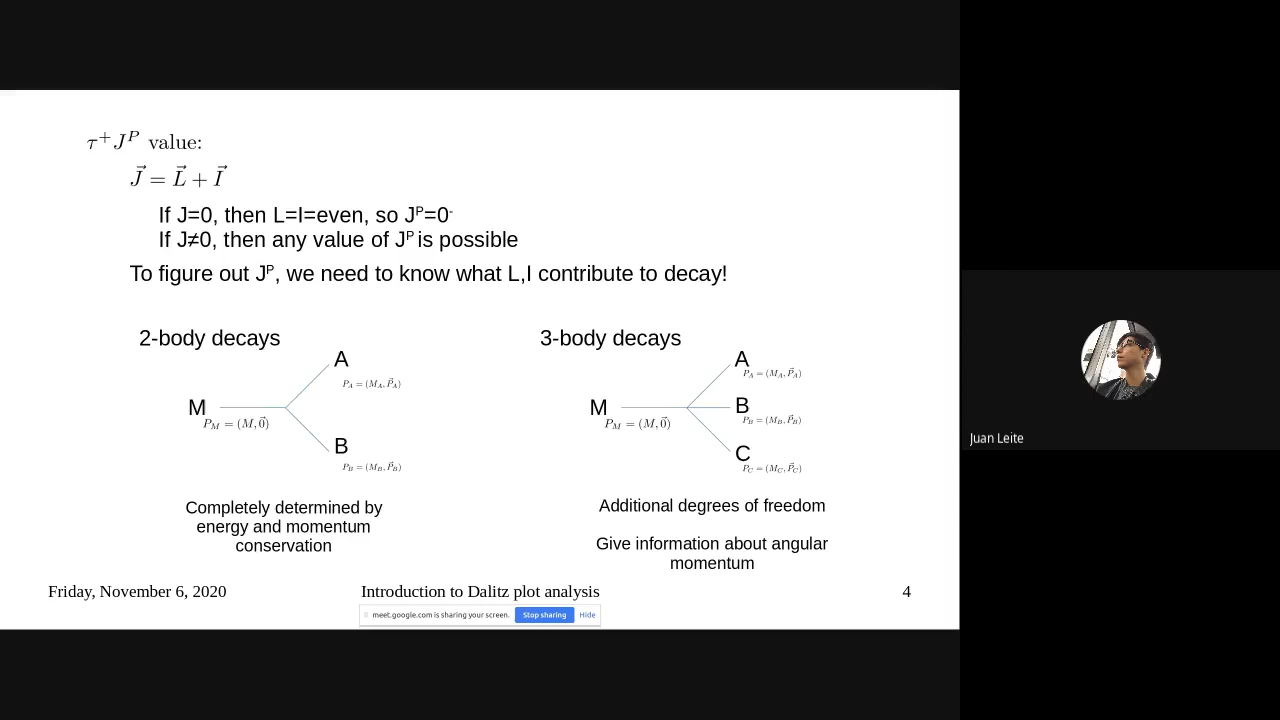 τ⁺Jᴾ value:
J⃗ = L⃗ + I⃗
If J=0, then L=I=even, so Jᴾ=0⁻
If J≠0, then any value of Jᴾ is possible
To figure out Jᴾ, we need to know what L,I contribute to decay!
2-body decays
A
P_A = (M_A, P⃗_A)
M
P_M = (M, 0⃗)
B
P_B = (M_B, P⃗_B)
Completely determined by
energy and momentum
conservation
3-body decays
A
P_A = (M_A, P⃗_A)
M
P_M = (M, 0⃗)
B
P_B = (M_B, P⃗_B)
C
P_C = (M_C, P⃗_C)
Additional degrees of freedom
Give information about angular
momentum
Friday, November 6, 2020 Introduction to Dalitz plot analysis 4
meet.google.com is sharing your screen. Stop sharing Hide
Juan Leite